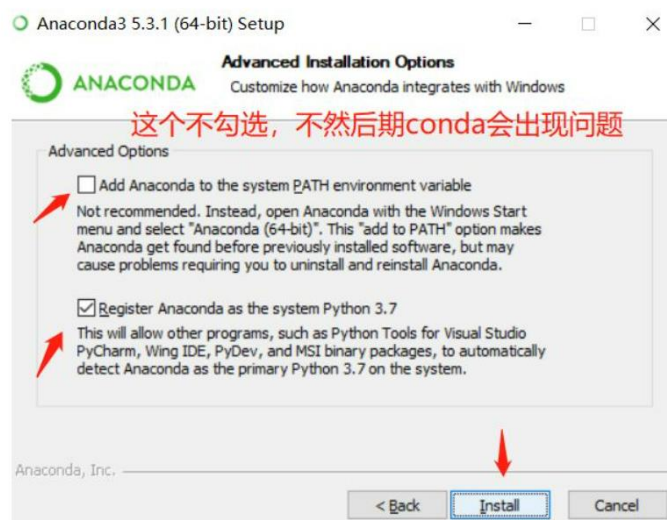 Anaconda3 5.3.1 (64-bit) Setup
ANACONDA
Advanced Installation Options
Customize how Anaconda integrates with Windows
这个不勾选，不然后期conda会出现问题
Advanced Options
Add Anaconda to the system PATH environment variable
Not recommended. Instead, open Anaconda with the Windows Start
menu and select "Anaconda (64-bit)". This "add to PATH" option makes
Anaconda get found before previously installed software, but may
cause problems requiring you to uninstall and reinstall Anaconda.
Register Anaconda as the system Python 3.7
This will allow other programs, such as Python Tools for Visual Studio
PyCharm, Wing IDE, PyDev, and MSI binary packages, to automatically
detect Anaconda as the primary Python 3.7 on the system.
Anaconda, Inc.
< Back
Install
Cancel